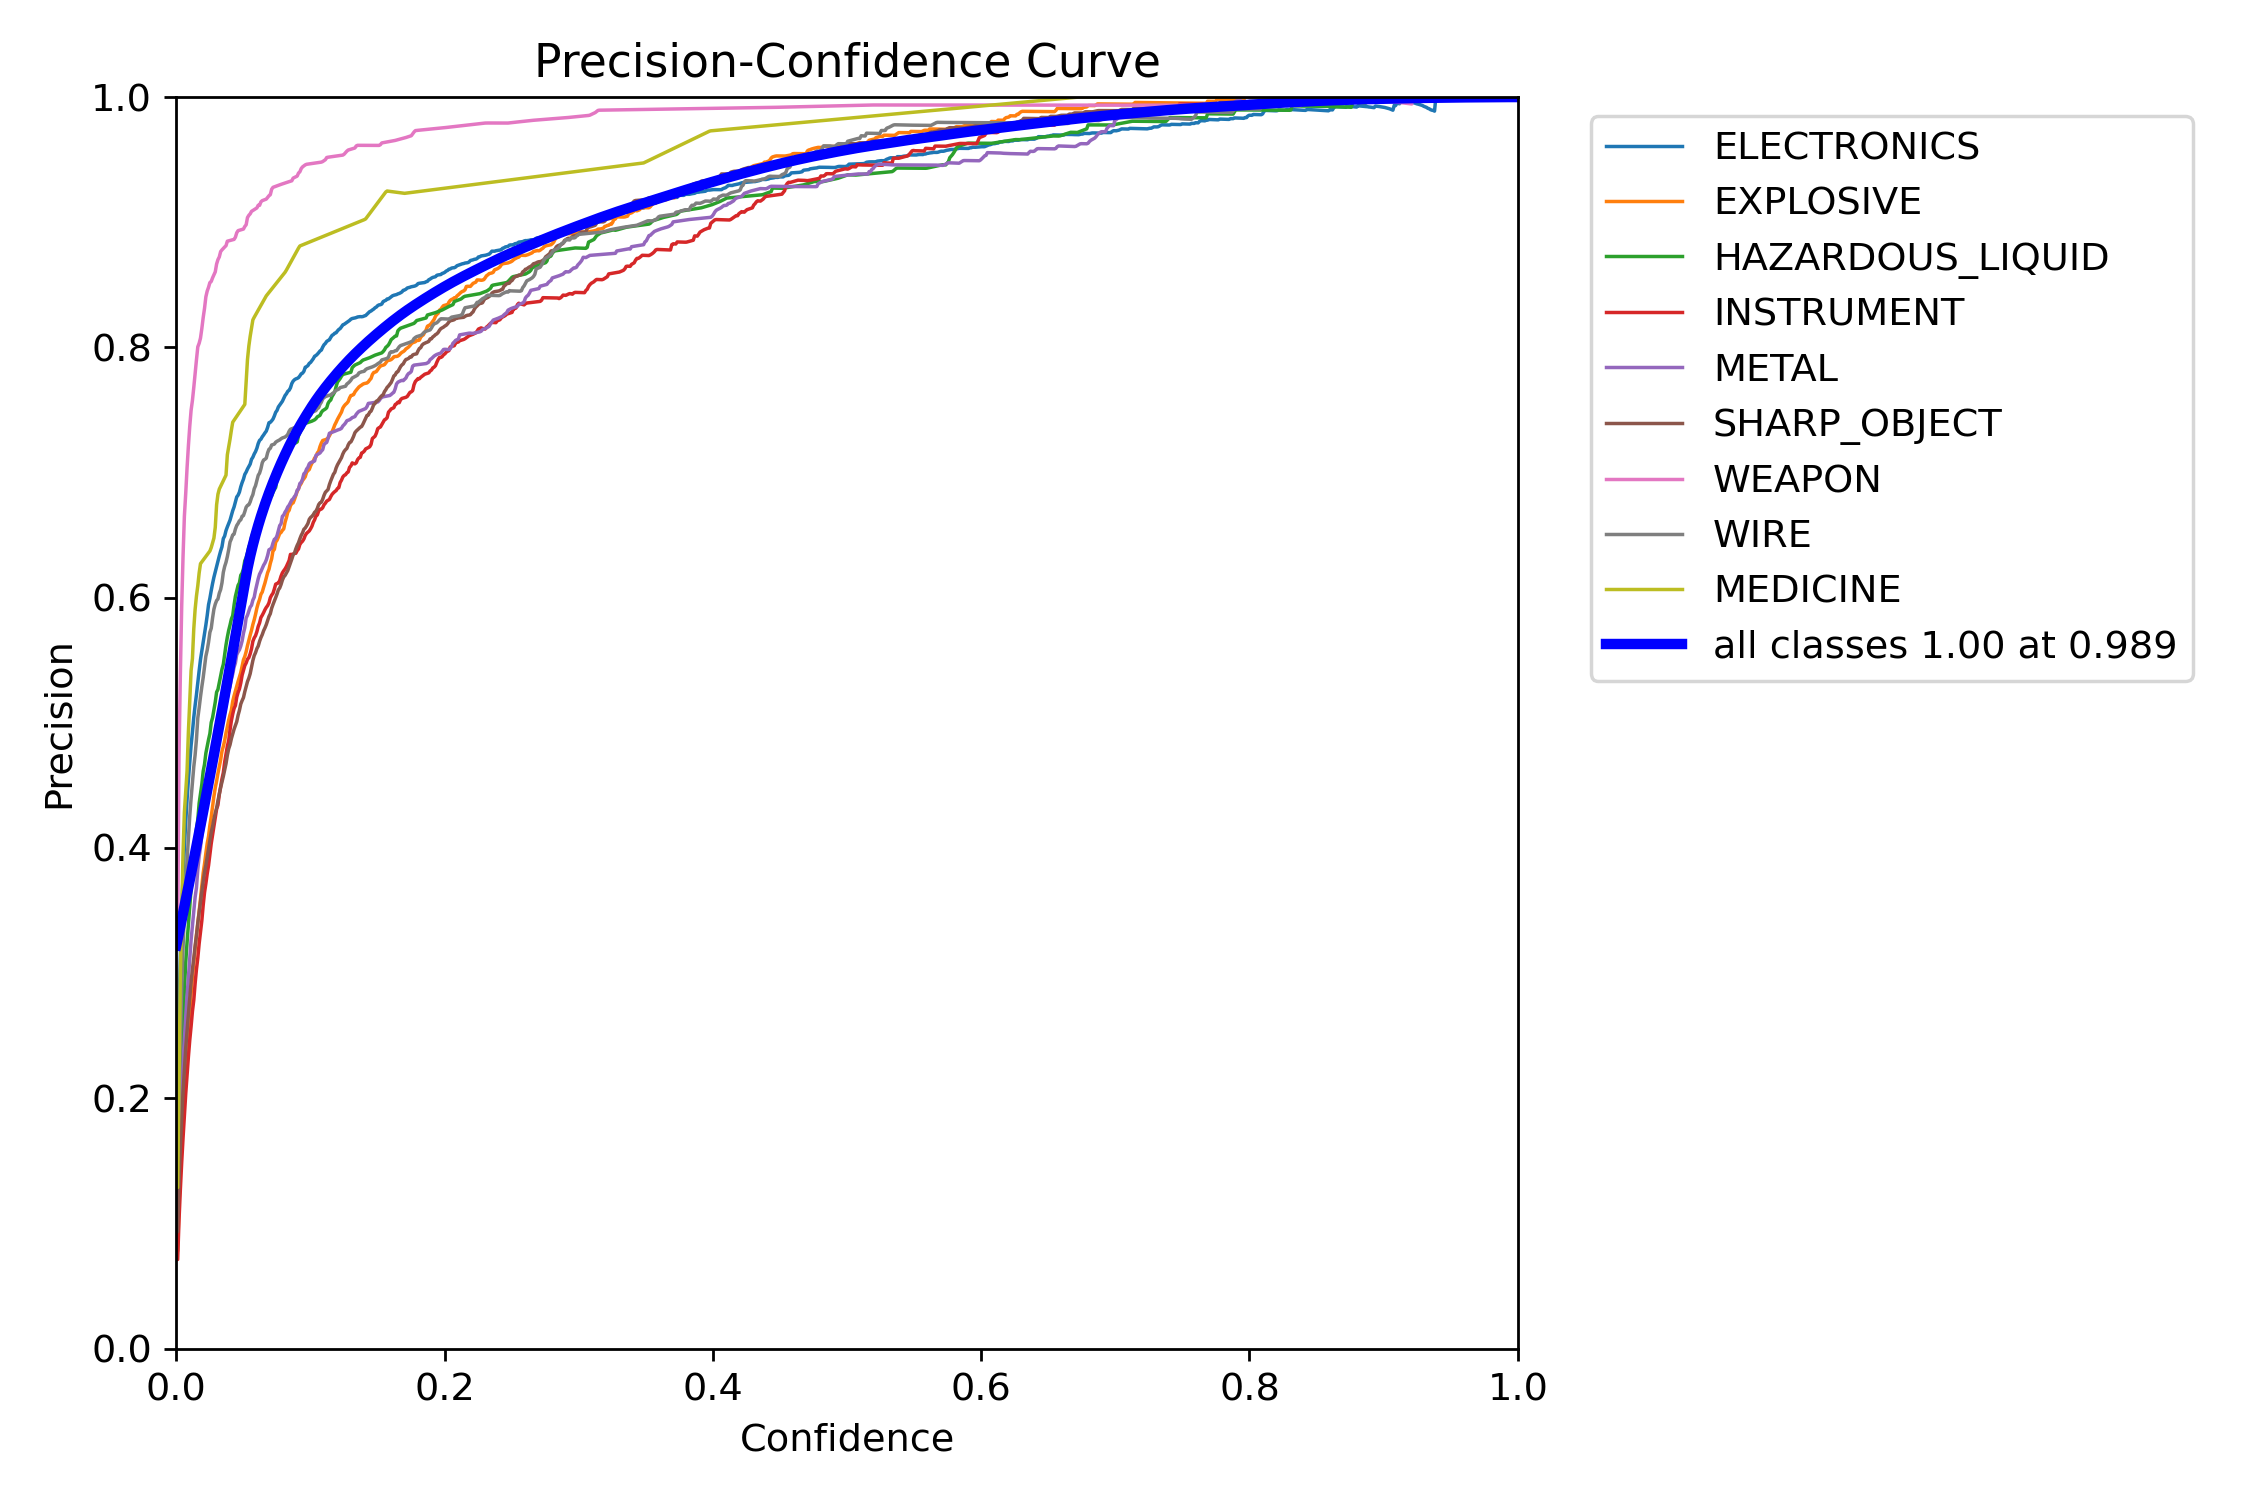 Precision-Confidence Curve
1.0
0.8
0.6
0.4
0.2
0.0
Precision
0.0 0.2 0.4 0.6 0.8 1.0
Confidence
ELECTRONICS
EXPLOSIVE
HAZARDOUS_LIQUID
INSTRUMENT
METAL
SHARP_OBJECT
WEAPON
WIRE
MEDICINE
all classes 1.00 at 0.989